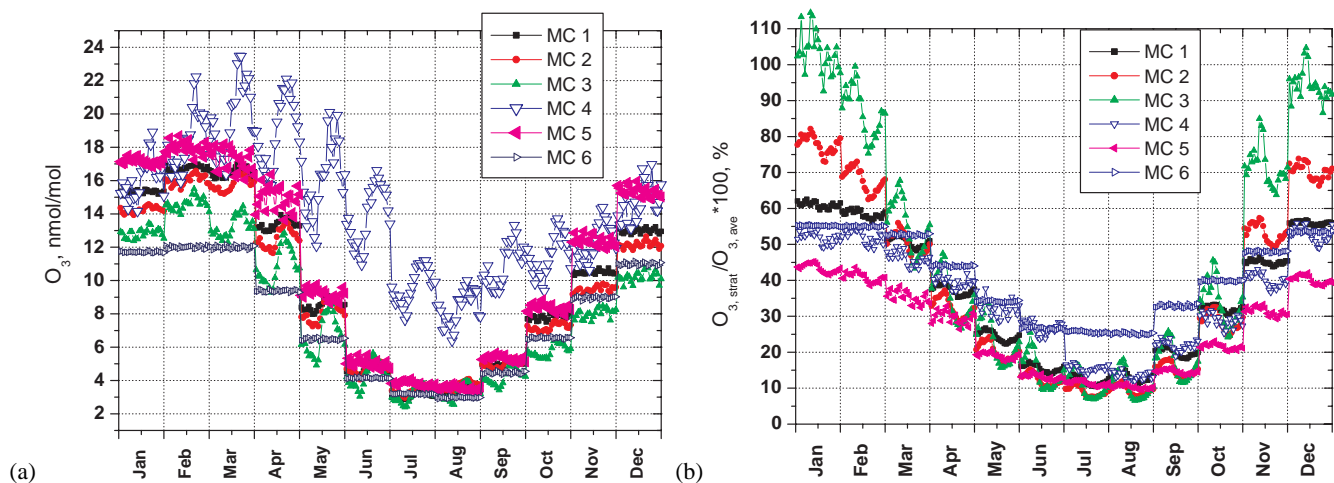 24
22
20
18
16
14
12
10
8
6
4
2
O3, nmol/mol
MC 1
MC 2
MC 3
MC 4
MC 5
MC 6
Jan
Feb
Mar
Apr
May
Jun
Jul
Aug
Sep
Oct
Nov
Dec
(a)
110
100
90
80
70
60
50
40
30
20
10
0
O3, strat /O3, ave *100, %
MC 1
MC 2
MC 3
MC 4
MC 5
MC 6
Jan
Feb
Mar
Apr
May
Jun
Jul
Aug
Sep
Oct
Nov
Dec
(b)